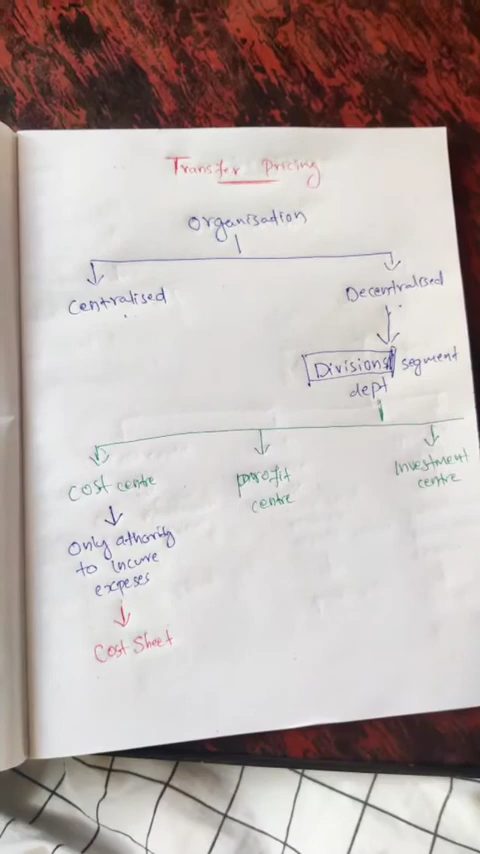 Transfer Pricing
Organisation
Centralised
Decentralised
Divisions segment
dept
Cost centre
profit
centre
Investment
centre
Only authority
to incure
expeses
Cost Sheet